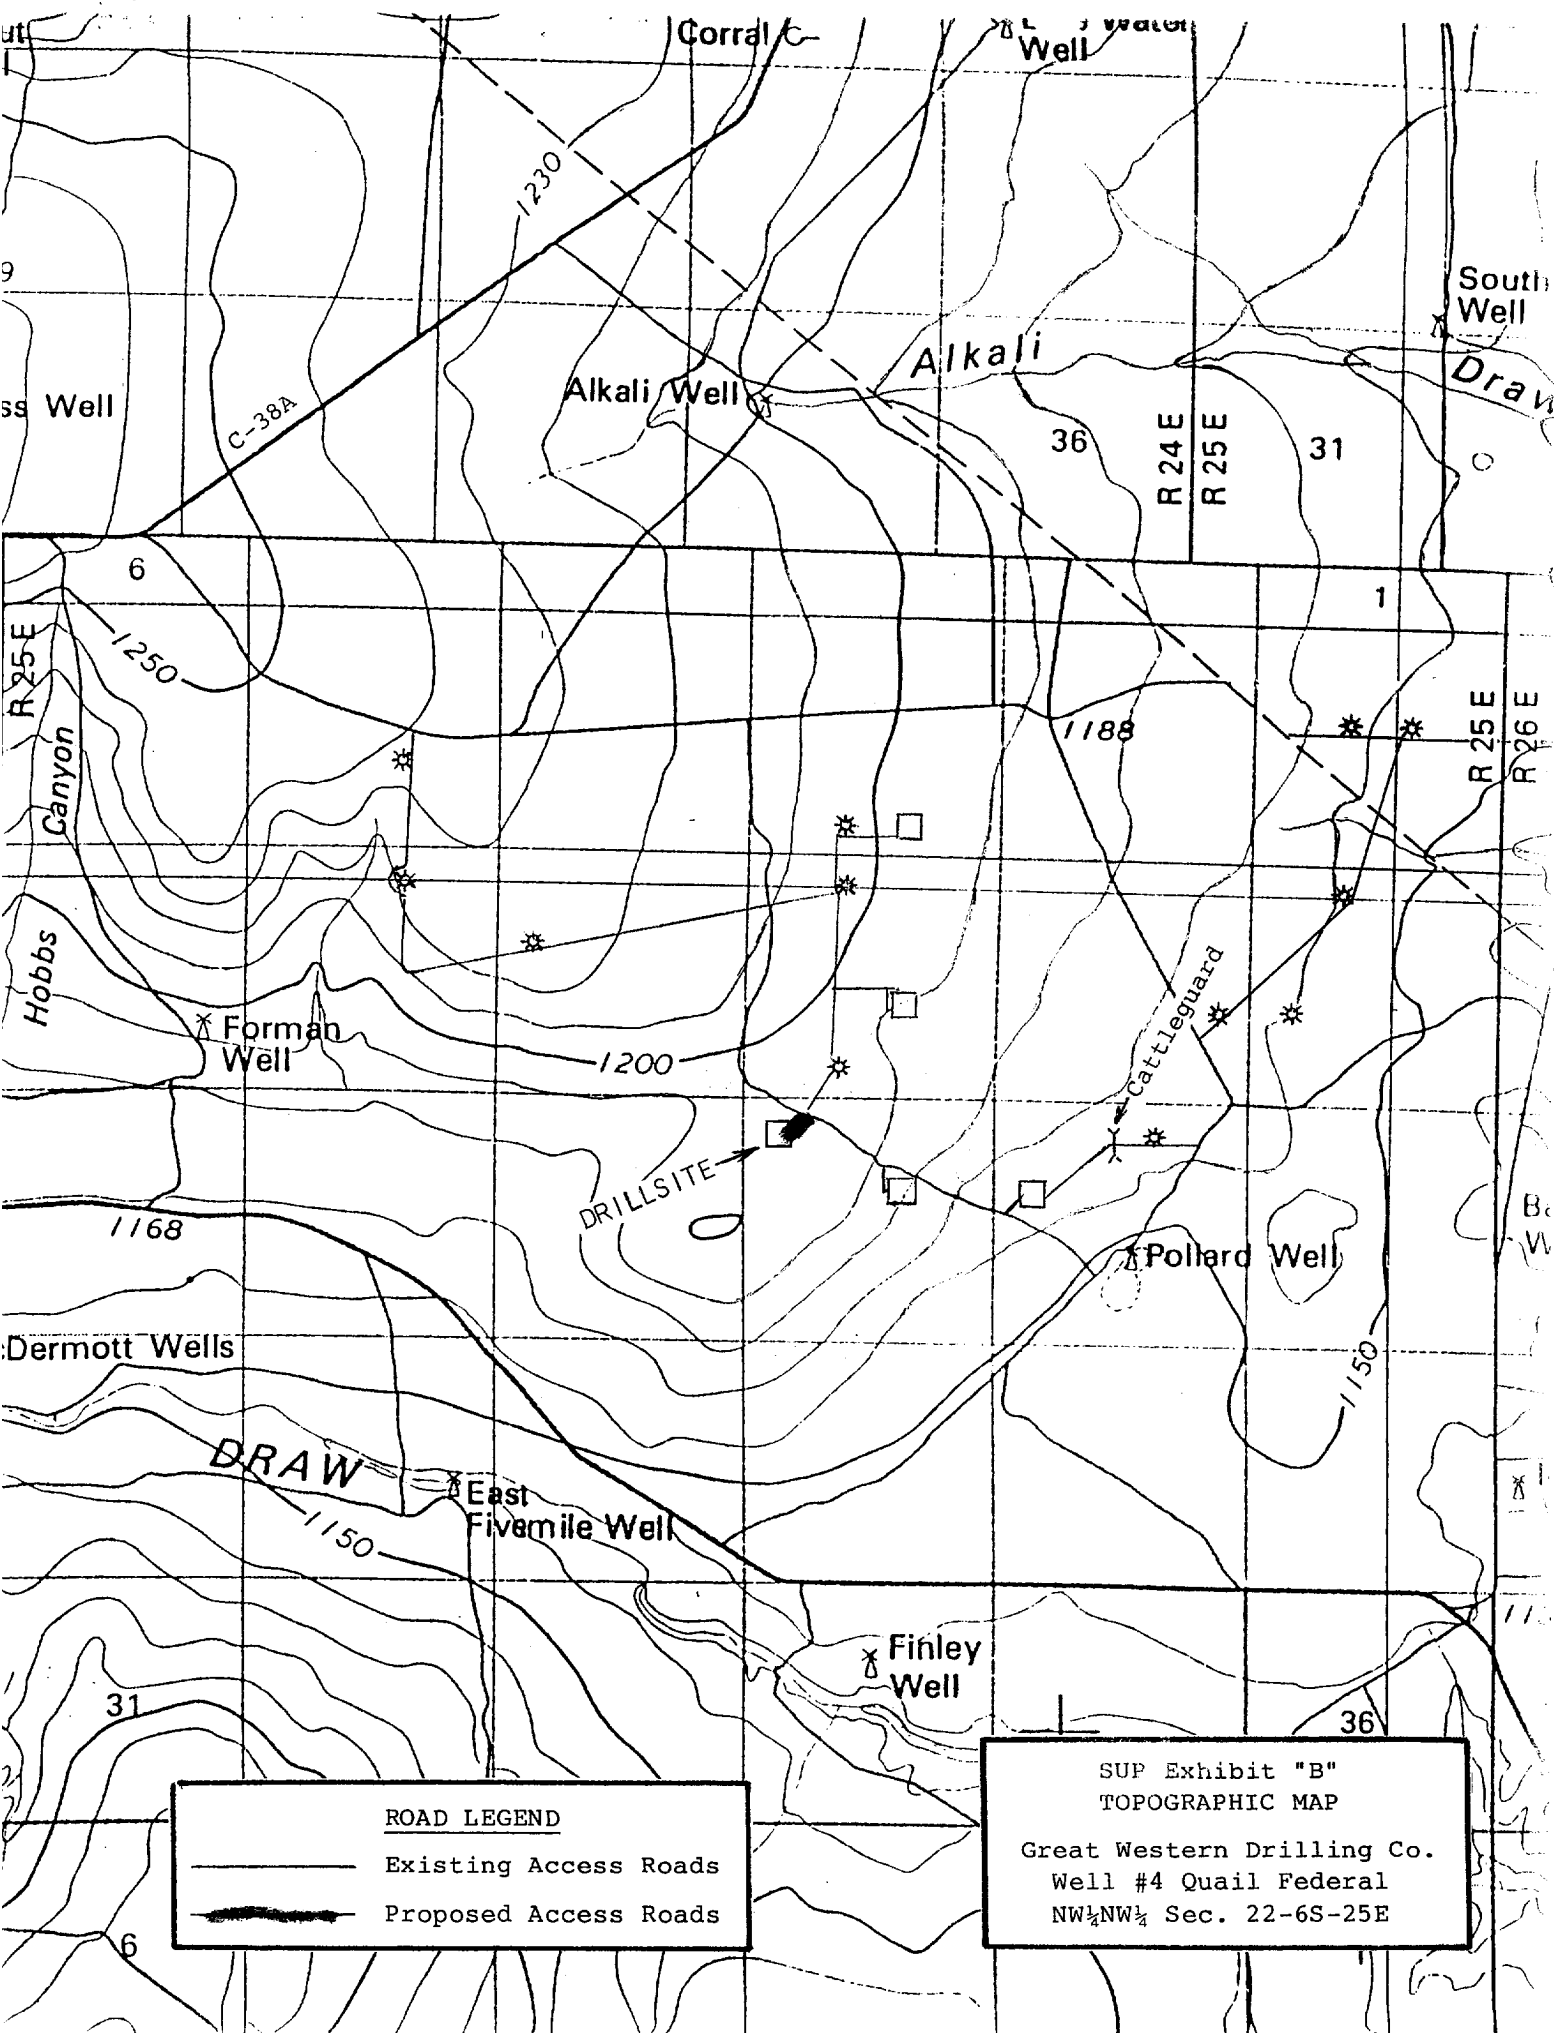 Corral
Well
1230
9
South
Well
Alkali
Draw
Alkali Well
ss Well
C-38A
36
31
R 24 E
R 25 E
6
1
1250
R 25 E
R 25 E
R 26 E
1188
Canyon
Hobbs
Forman
Well
1200
Cattleguard
DRILLSITE
1168
Pollard Well
Dermott Wells
1150
DRAW
East
Fivemile Well
1150
Finley
Well
31
36
6
ROAD LEGEND
Existing Access Roads
Proposed Access Roads
SUP Exhibit "B"
TOPOGRAPHIC MAP
Great Western Drilling Co.
Well #4 Quail Federal
NW¼NW¼ Sec. 22-6S-25E